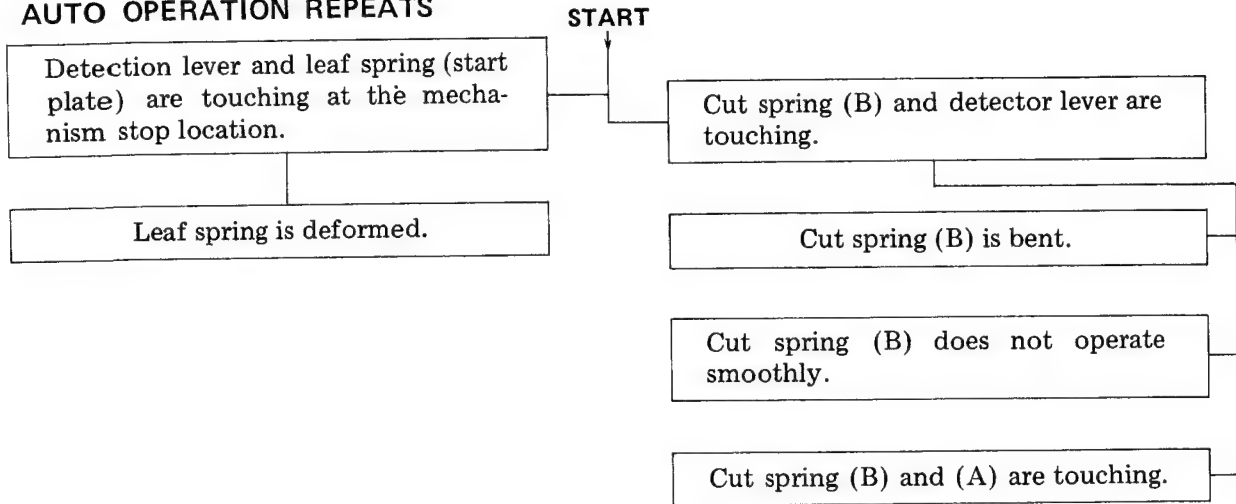 AUTO OPERATION REPEATS
START
Detection lever and leaf spring (start
plate) are touching at the mecha-
nism stop location.
Leaf spring is deformed.
Cut spring (B) and detector lever are
touching.
Cut spring (B) is bent.
Cut spring (B) does not operate
smoothly.
Cut spring (B) and (A) are touching.